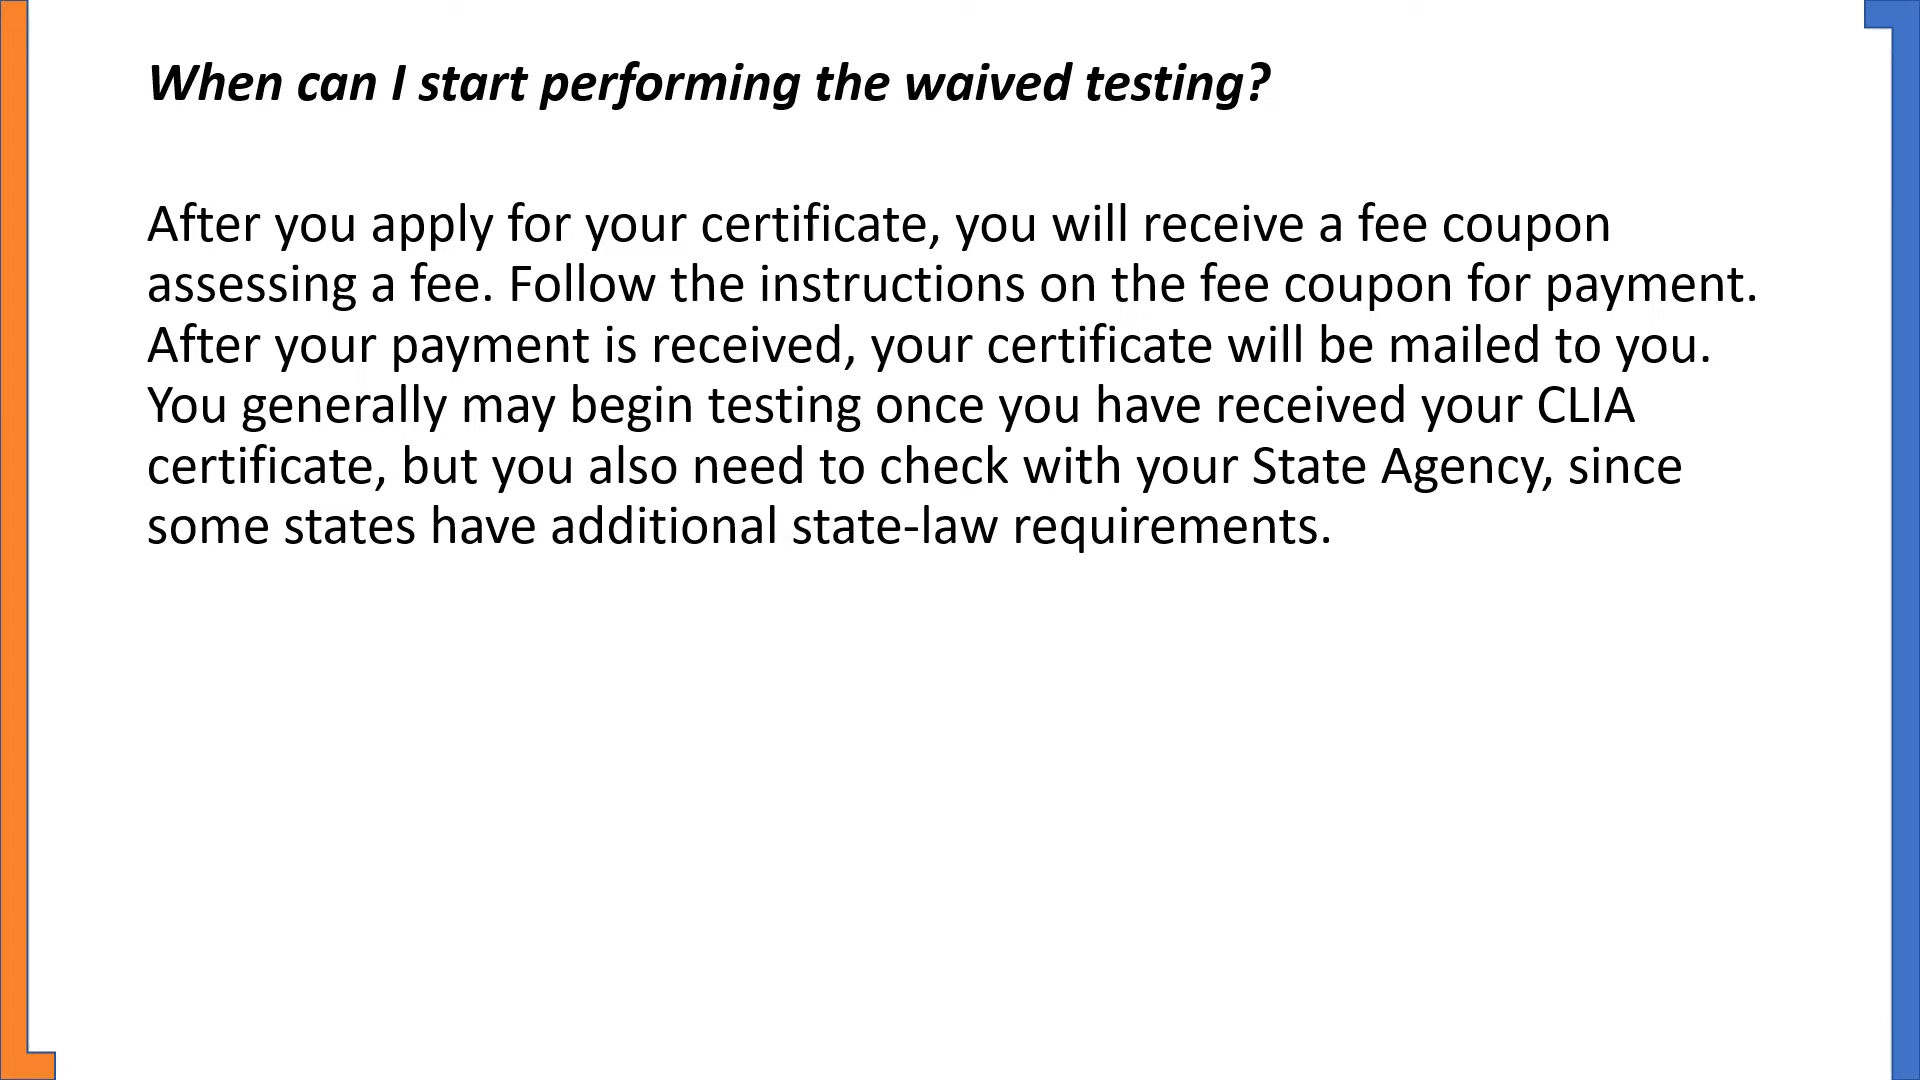 When can I start performing the waived testing?
After you apply for your certificate, you will receive a fee coupon
assessing a fee. Follow the instructions on the fee coupon for payment.
After your payment is received, your certificate will be mailed to you.
You generally may begin testing once you have received your CLIA
certificate, but you also need to check with your State Agency, since
some states have additional state-law requirements.